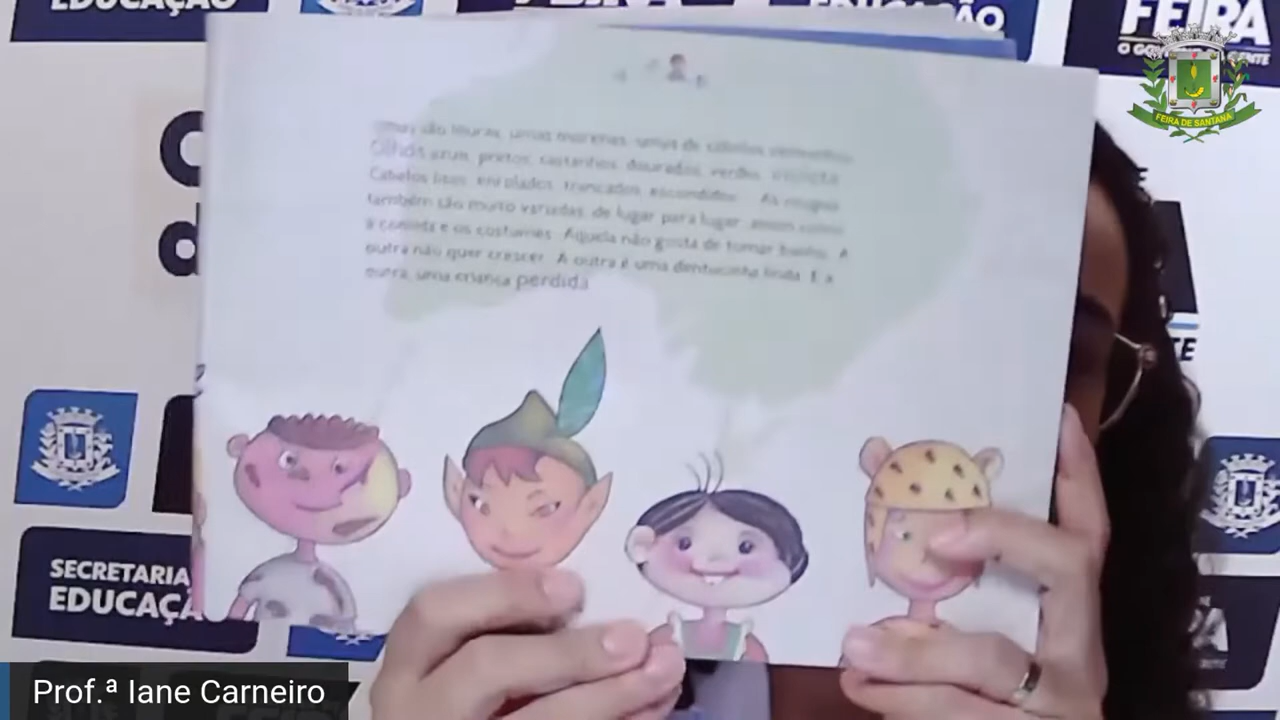 EDUCAÇÃO
FEIRA
FEIRA DE SANTANA
Umas são louras, umas morenas, umas de cabelos vermelhos.
Olhos azuis, pretos, castanhos, dourados, verdes, violeta.
Cabelos lisos, enrolados, trançados, escondidos. As roupas
também são muito variadas, de lugar para lugar, assim como
a comida e os costumes. Aquela não gosta de tomar banho. A
outra não quer crescer. A outra é uma dentucinha linda. E a
outra, uma criança perdida
SECRETARIA
EDUCAÇÃ
Prof.ª Iane Carneiro